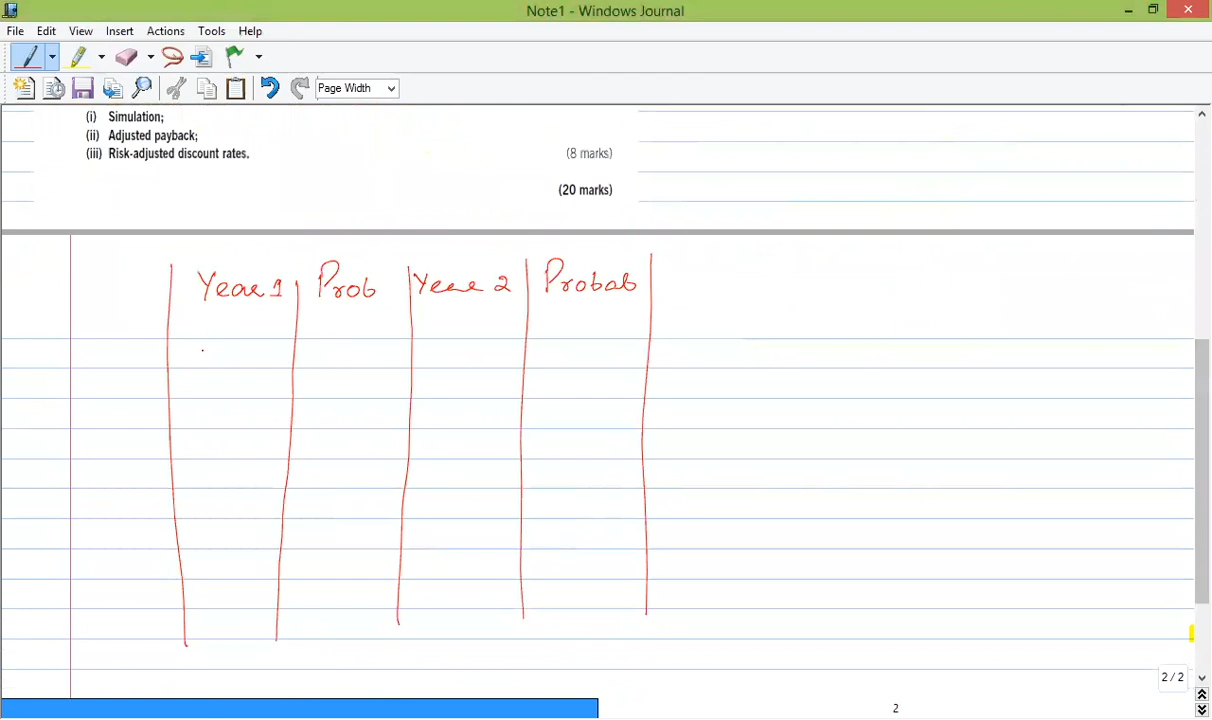 Note1 - Windows Journal
File Edit View Insert Actions Tools Help
Page Width
(i) Simulation;
(ii) Adjusted payback;
(iii) Risk-adjusted discount rates. (8 marks)
(20 marks)
Year 1 Prob Year 2 Probab
2 / 2
2